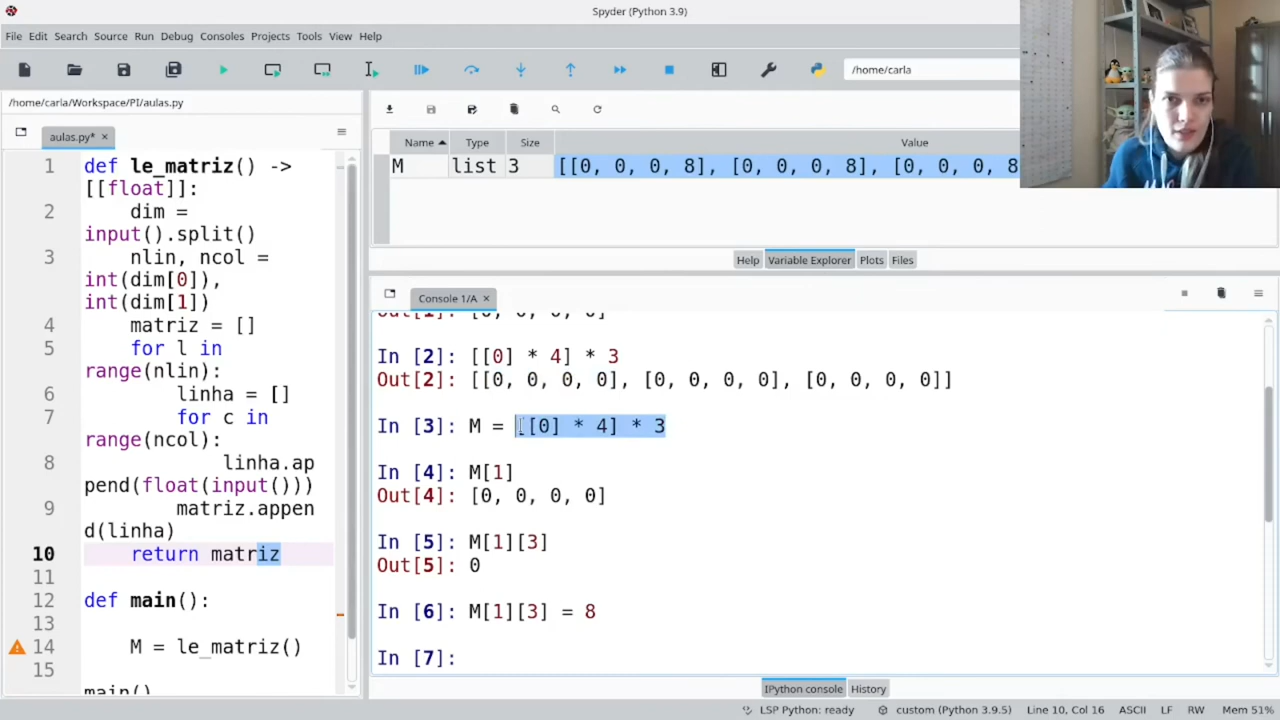 Spyder (Python 3.9)
File Edit Search Source Run Debug Consoles Projects Tools View Help
/home/carla
/home/carla/Workspace/PI/aulas.py
aulas.py*
1 def le_matriz() ->
[[float]]:
2 dim =
input().split()
3 nlin, ncol =
int(dim[0]),
int(dim[1])
4 matriz = []
5 for l in
range(nlin):
6 linha = []
7 for c in
range(ncol):
8 linha.ap
pend(float(input()))
9 matriz.appen
d(linha)
10 return matriz
11
12 def main():
13
14 M = le_matriz()
15
main()
Name Type Size Value
M list 3 [[0, 0, 0, 8], [0, 0, 0, 8], [0, 0, 0, 8
Help Variable Explorer Plots Files
Console 1/A
Out[1]: [0, 0, 0, 0]
In [2]: [[0] * 4] * 3
Out[2]: [[0, 0, 0, 0], [0, 0, 0, 0], [0, 0, 0, 0]]
In [3]: M = [[0] * 4] * 3
In [4]: M[1]
Out[4]: [0, 0, 0, 0]
In [5]: M[1][3]
Out[5]: 0
In [6]: M[1][3] = 8
In [7]:
IPython console History
LSP Python: ready custom (Python 3.9.5) Line 10, Col 16 ASCII LF RW Mem 51%